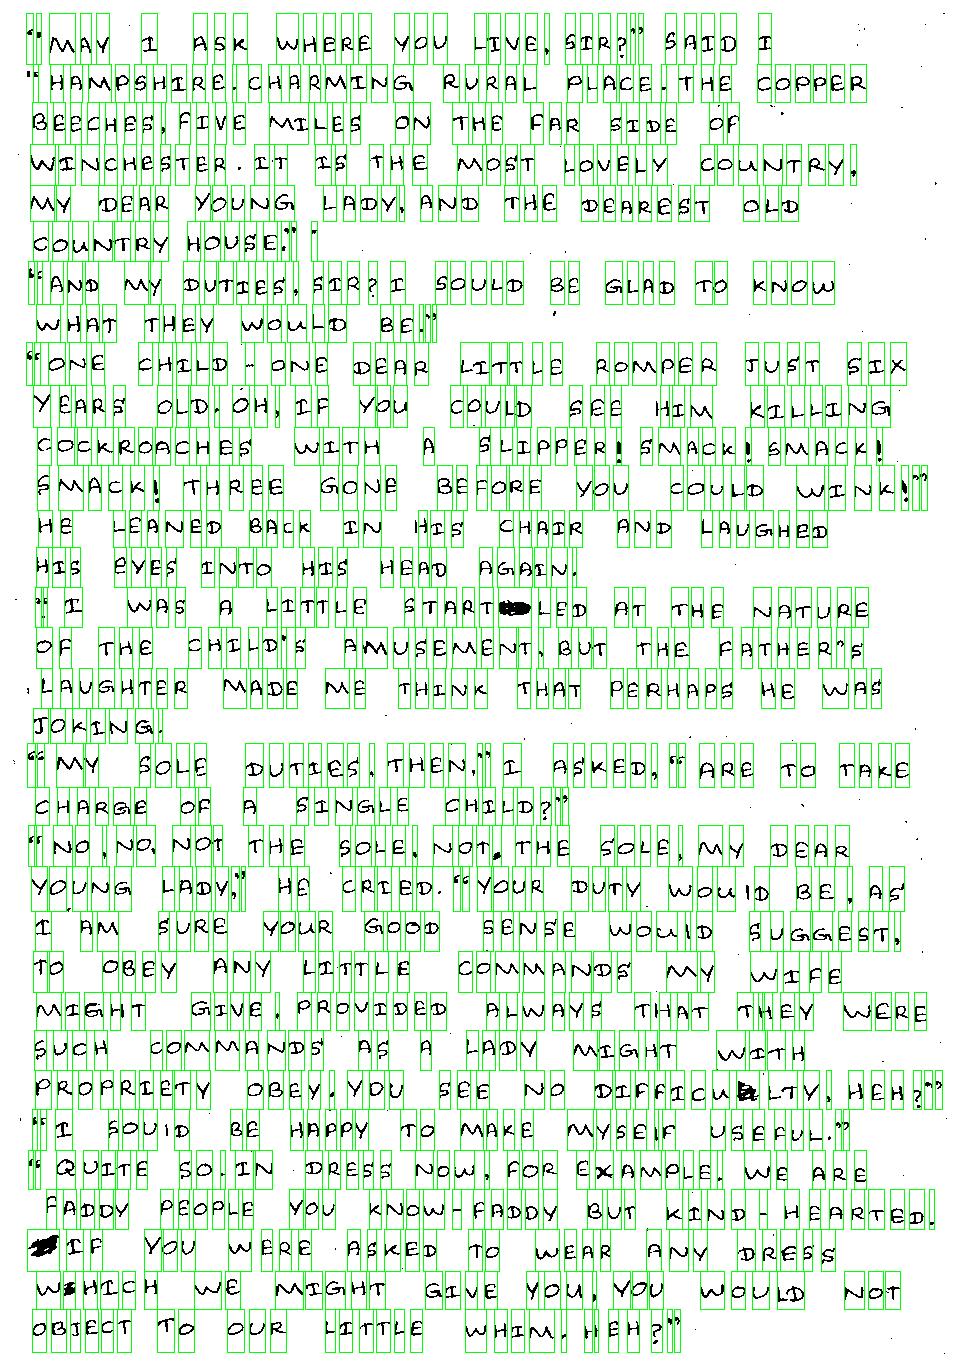 “MAY I ASK WHERE YOU LIVE, SIR?” SAID I
“HAMPSHIRE. CHARMING RURAL PLACE. THE COPPER
BEECHES, FIVE MILES ON THE FAR SIDE OF
WINCHESTER. IT IS THE MOST LOVELY COUNTRY,
MY DEAR YOUNG LADY, AND THE DEAREST OLD
COUNTRY HOUSE.”
“AND MY DUTIES, SIR? I SOULD BE GLAD TO KNOW
WHAT THEY WOULD BE.”
“ONE CHILD - ONE DEAR LITTLE ROMPER JUST SIX
YEARS OLD. OH, IF YOU COULD SEE HIM KILLING
COCKROACHES WITH A SLIPPER! SMACK! SMACK!
SMACK! THREE GONE BEFORE YOU COULD WINK!”
HE LEANED BACK IN HIS CHAIR AND LAUGHED
HIS EYES INTO HIS HEAD AGAIN.
“I WAS A LITTLE STARTLED AT THE NATURE
OF THE CHILD'S AMUSEMENT, BUT THE FATHER'S
LAUGHTER MADE ME THINK THAT PERHAPS HE WAS
JOKING.
“MY SOLE DUTIES, THEN,” I ASKED, “ARE TO TAKE
CHARGE OF A SINGLE CHILD?”
“NO, NO, NOT THE SOLE, NOT, THE SOLE, MY DEAR
YOUNG LADY,” HE CRIED. “YOUR DUTY WOULD BE, AS
I AM SURE YOUR GOOD SENSE WOULD SUGGEST,
TO OBEY ANY LITTLE COMMANDS MY WIFE
MIGHT GIVE, PROVIDED ALWAYS THAT THEY WERE
SUCH COMMANDS AS A LADY MIGHT WITH
PROPRIETY OBEY. YOU SEE NO DIFFICULTY, HEH?”
“I SOULD BE HAPPY TO MAKE MYSELF USEFUL.”
“QUITE SO. IN DRESS NOW, FOR EXAMPLE. WE ARE
FADDY PEOPLE YOU KNOW - FADDY BUT KIND - HEARTED.
IF YOU WERE ASKED TO WEAR ANY DRESS
WHICH WE MIGHT GIVE YOU, YOU WOULD NOT
OBJECT TO OUR LITTLE WHIM. HEH?”